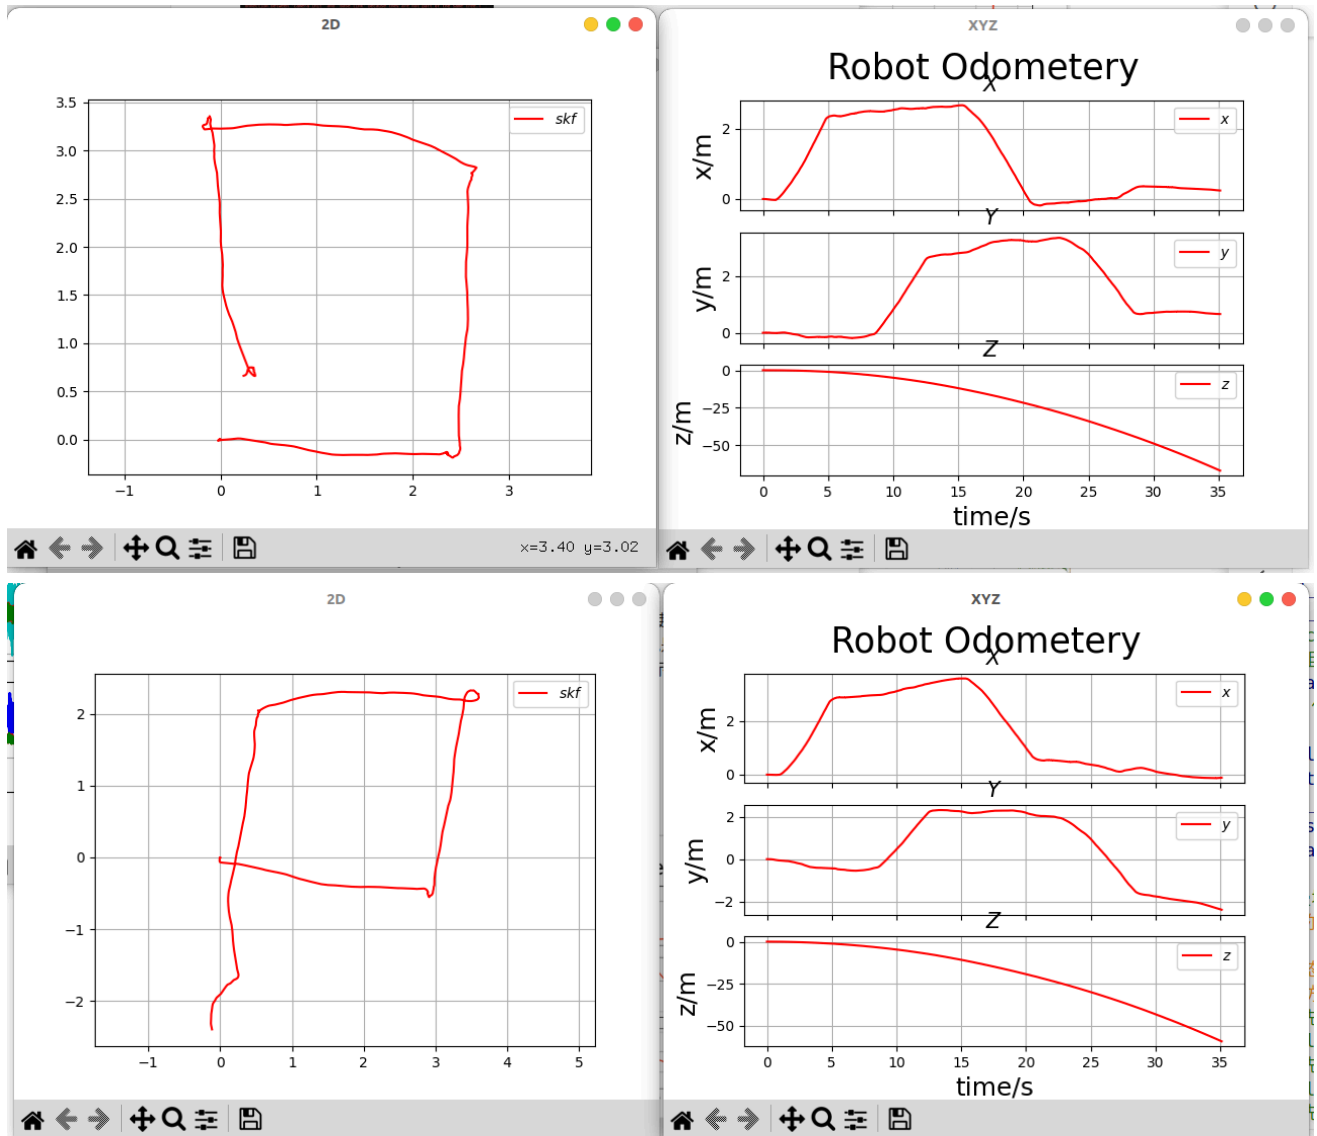 2D
skf
3.5
3.0
2.5
2.0
1.5
1.0
0.5
0.0
−1 0 1 2 3
x=3.40 y=3.02
XYZ
Robot Odometery
X
x/m
2
0
x
Y
y/m
2
0
y
Z
z/m
0
−25
−50
z
0 5 10 15 20 25 30 35
time/s
2D
skf
2
1
0
−1
−2
−1 0 1 2 3 4 5
XYZ
Robot Odometery
X
x/m
2
0
x
Y
y/m
2
0
−2
y
Z
z/m
0
−25
−50
z
0 5 10 15 20 25 30 35
time/s